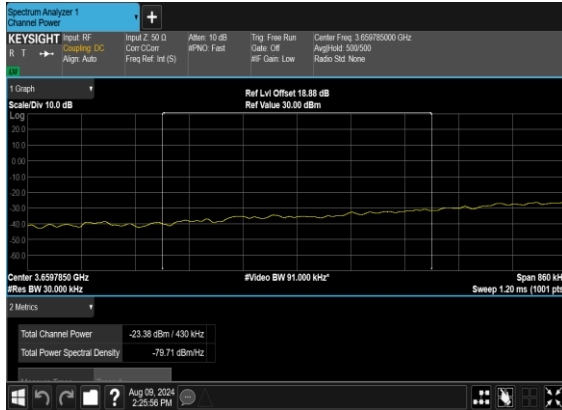 Spectrum Analyzer 1
Channel Power
+
KEYSIGHT
R T
LXI
Input: RF
Coupling: DC
Align: Auto
Input Z: 50 Ω
Corr CCorr
Freq Ref: Int (S)
Atten: 10 dB
#PNO: Fast
Trig: Free Run
Gate: Off
#IF Gain: Low
Center Freq: 3.659785000 GHz
Avg|Hold: 500/500
Radio Std: None
1 Graph
Scale/Div 10.0 dB
Ref Lvl Offset 18.88 dB
Ref Value 30.00 dBm
Log
20.0
10.0
0.00
-10.0
-20.0
-30.0
-40.0
-50.0
-60.0
Center 3.6597850 GHz
#Res BW 30.000 kHz
#Video BW 91.000 kHz*
Span 860 kH
Sweep 1.20 ms (1001 pts
2 Metrics
Total Channel Power -23.38 dBm / 430 kHz
Total Power Spectral Density -79.71 dBm/Hz
?
Aug 09, 2024
2:25:56 PM